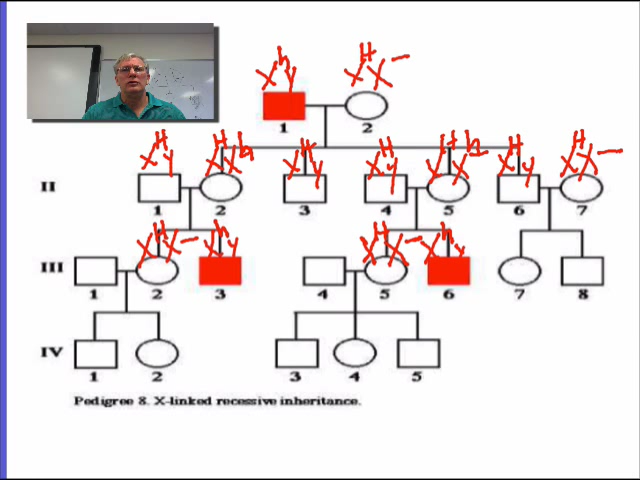 X^h y X^H X^-
1 2
X^H y X^H X^h X^H y X^H y X^H X^h X^H y X^H X^-
II
1 2 3 4 5 6 7
X^H X^- X^h y X^H X^- X^h y
III
1 2 3 4 5 6 7 8
IV
1 2 3 4 5
Pedigree 8. X-linked recessive inheritance.